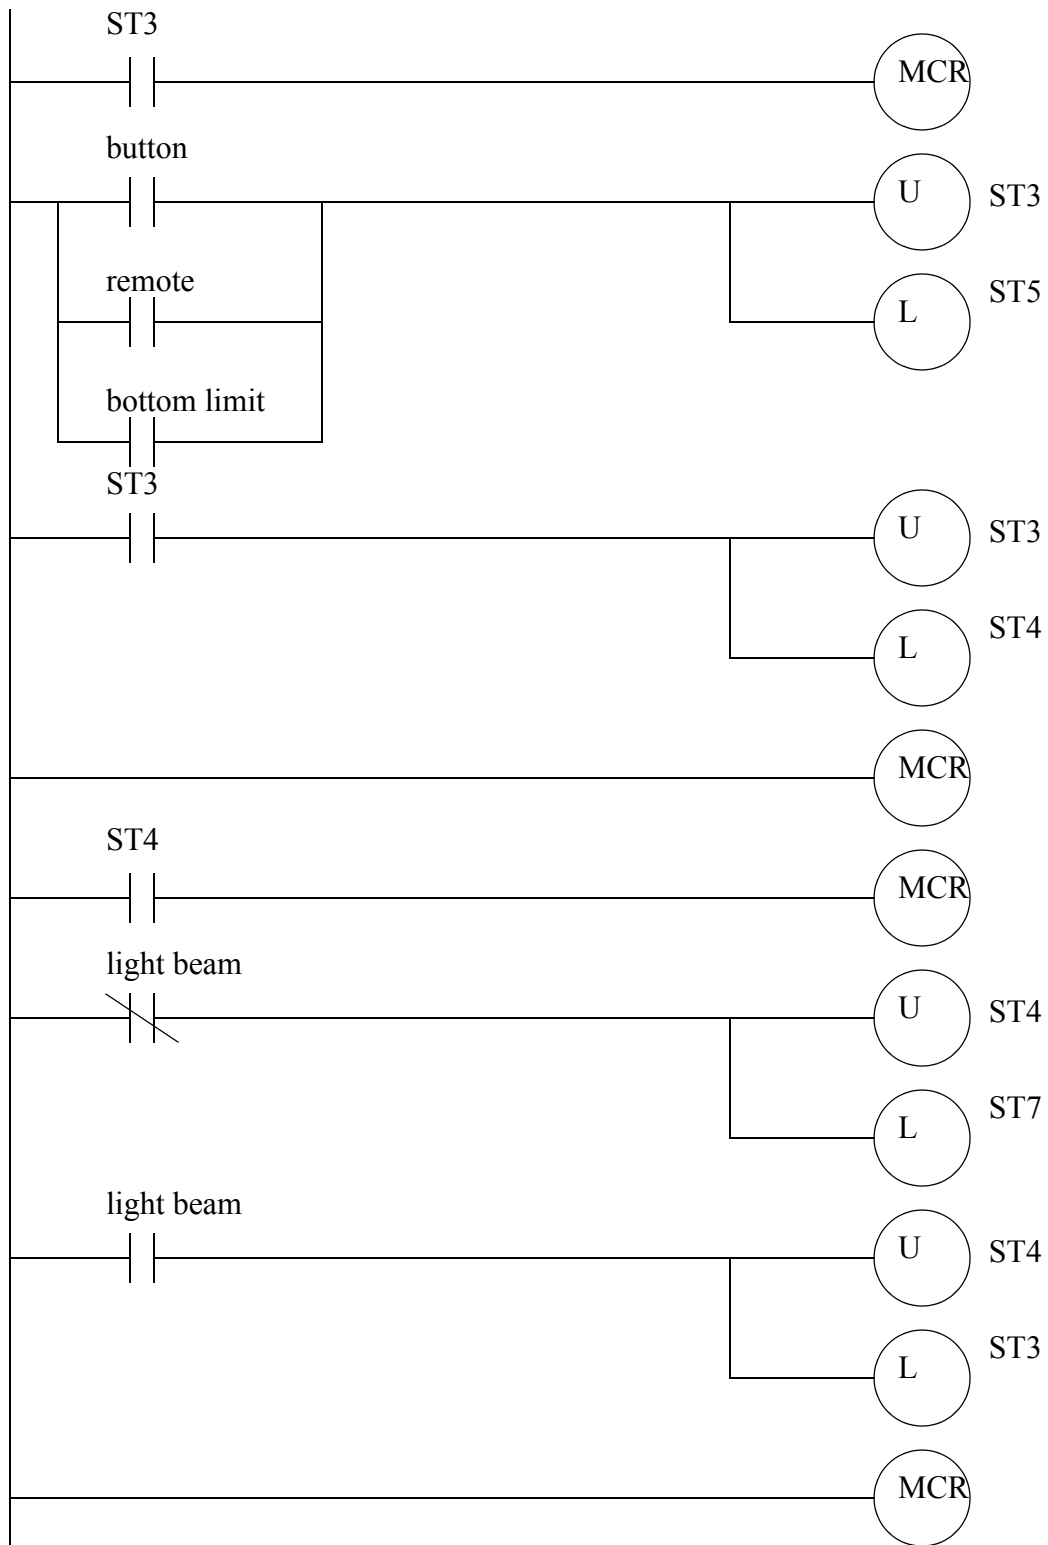 ST3
MCR
button
U ST3
remote
L ST5
bottom limit
ST3
U ST3
L ST4
MCR
ST4
MCR
light beam
U ST4
L ST7
light beam
U ST4
L ST3
MCR